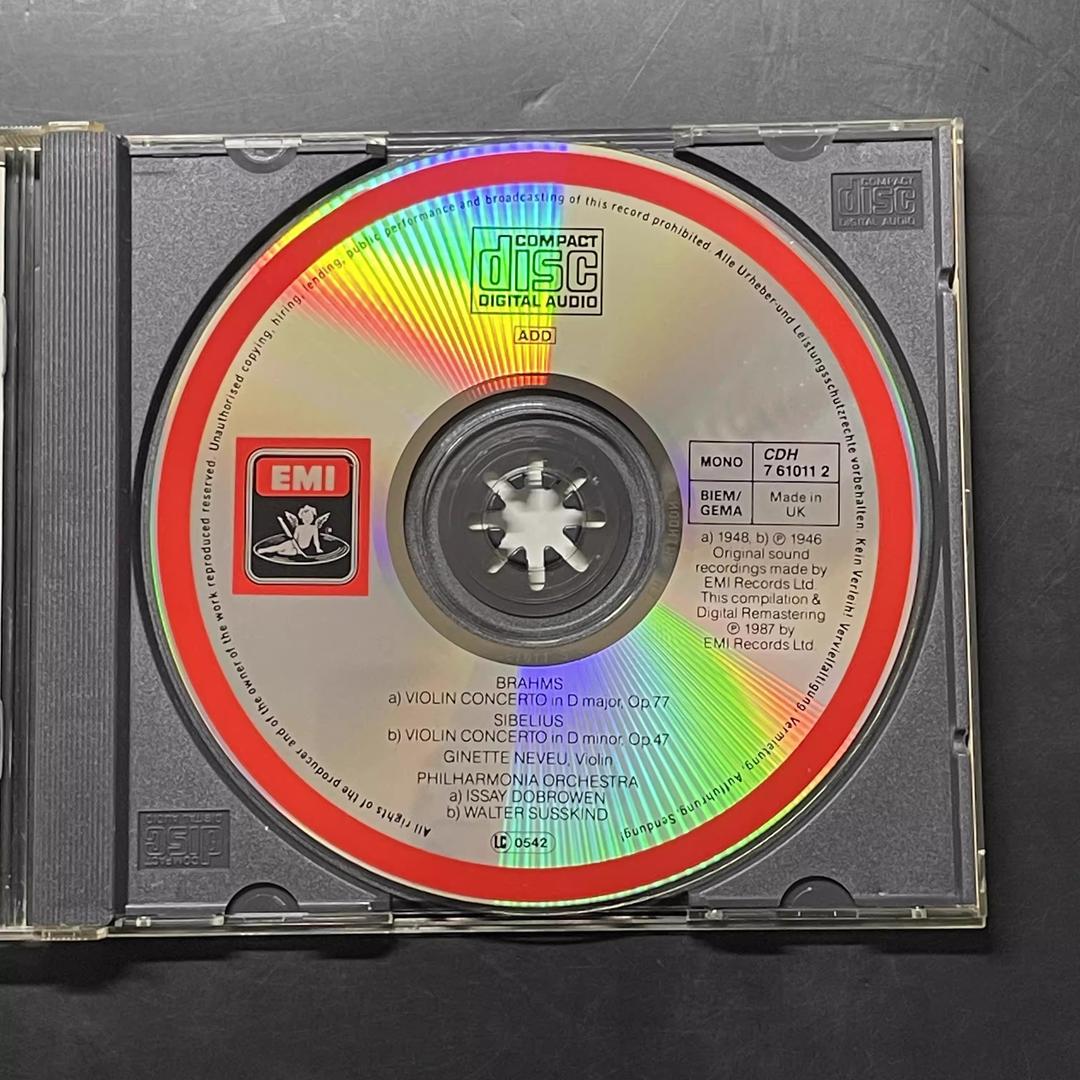 COMPACT
disc
DIGITAL AUDIO
COMPACT
disc
DIGITAL AUDIO
ADD
EMI
MONO
CDH
7 61011 2
BIEM/
GEMA
Made in
UK
a) 1948, b) ℗ 1946
Original sound
recordings made by
EMI Records Ltd.
This compilation &
Digital Remastering
℗ 1987 by
EMI Records Ltd.
BRAHMS
a) VIOLIN CONCERTO in D major, Op.77
SIBELIUS
b) VIOLIN CONCERTO in D minor, Op.47
GINETTE NEVEU, Violin
PHILHARMONIA ORCHESTRA
a) ISSAY DOBROWEN
b) WALTER SUSSKIND
LC 0542
All rights of the producer and of the owner of the work reproduced reserved. Unauthorised copying, hiring, lending, public performance and broadcasting of this record prohibited. Alle Urheber-und Leistungsschutzrechte vorbehalten. Kein Verleih! Vervielfältigung, Vermietung, Aufführung, Sendung!
COMPACT
disc
DIGITAL AUDIO